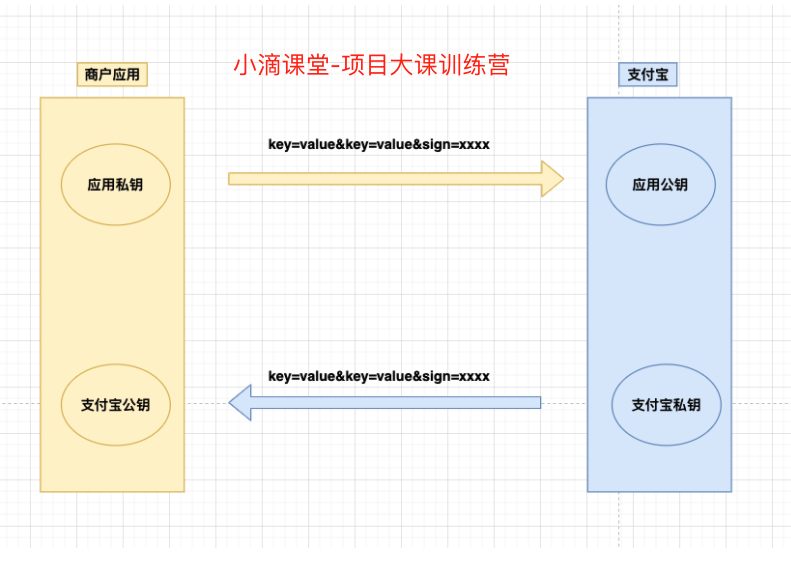 小滴课堂-项目大课训练营
商户应用
支付宝
key=value&key=value&sign=xxxx
应用私钥
应用公钥
key=value&key=value&sign=xxxx
支付宝公钥
支付宝私钥